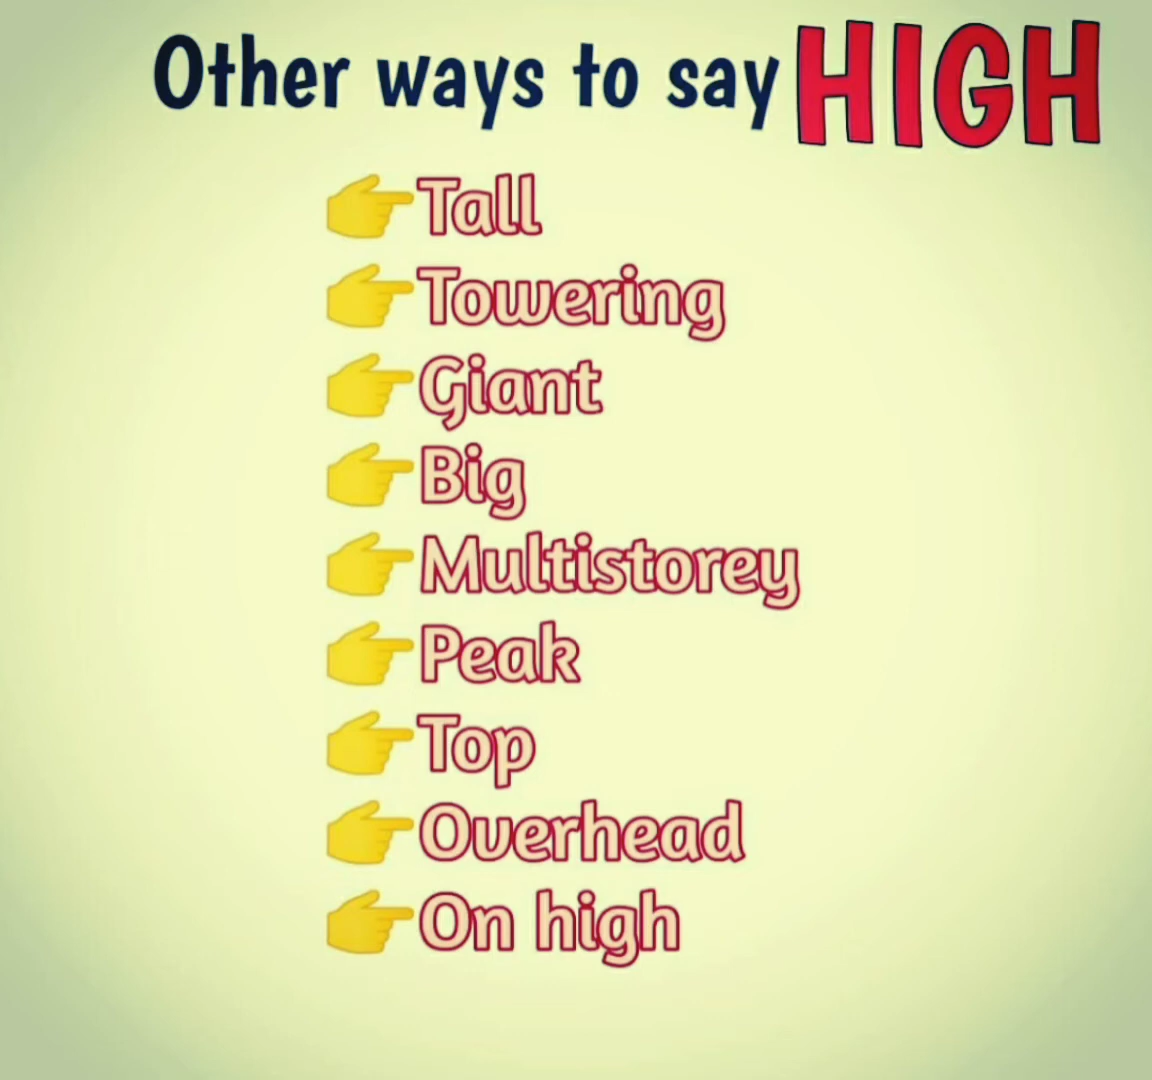 Other ways to say HIGH
👉Tall
👉Towering
👉Giant
👉Big
👉Multistorey
👉Peak
👉Top
👉Overhead
👉On high